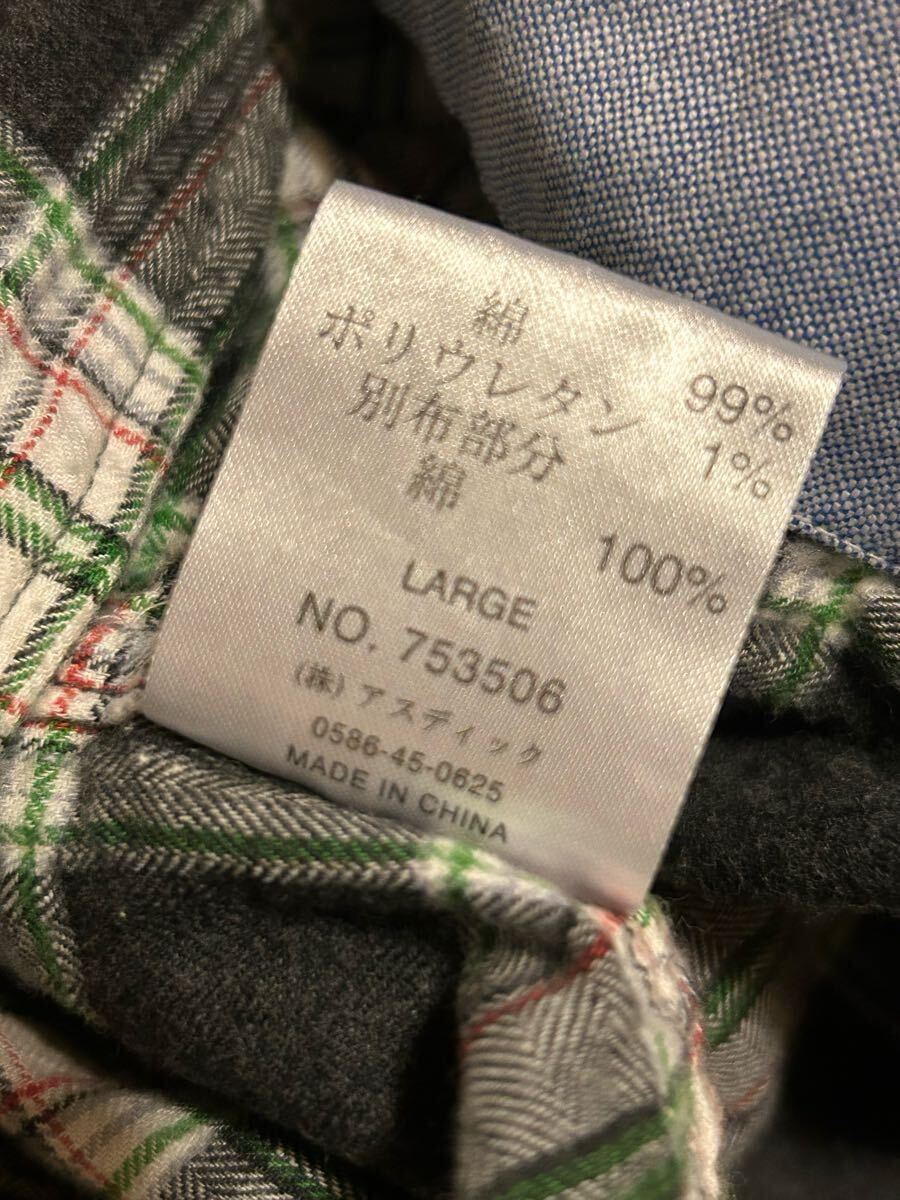 綿 99%
ポリウレタン 1%
別布部分
綿 100%
LARGE
NO. 753506
(株)アスディック
0586-45-0625
MADE IN CHINA